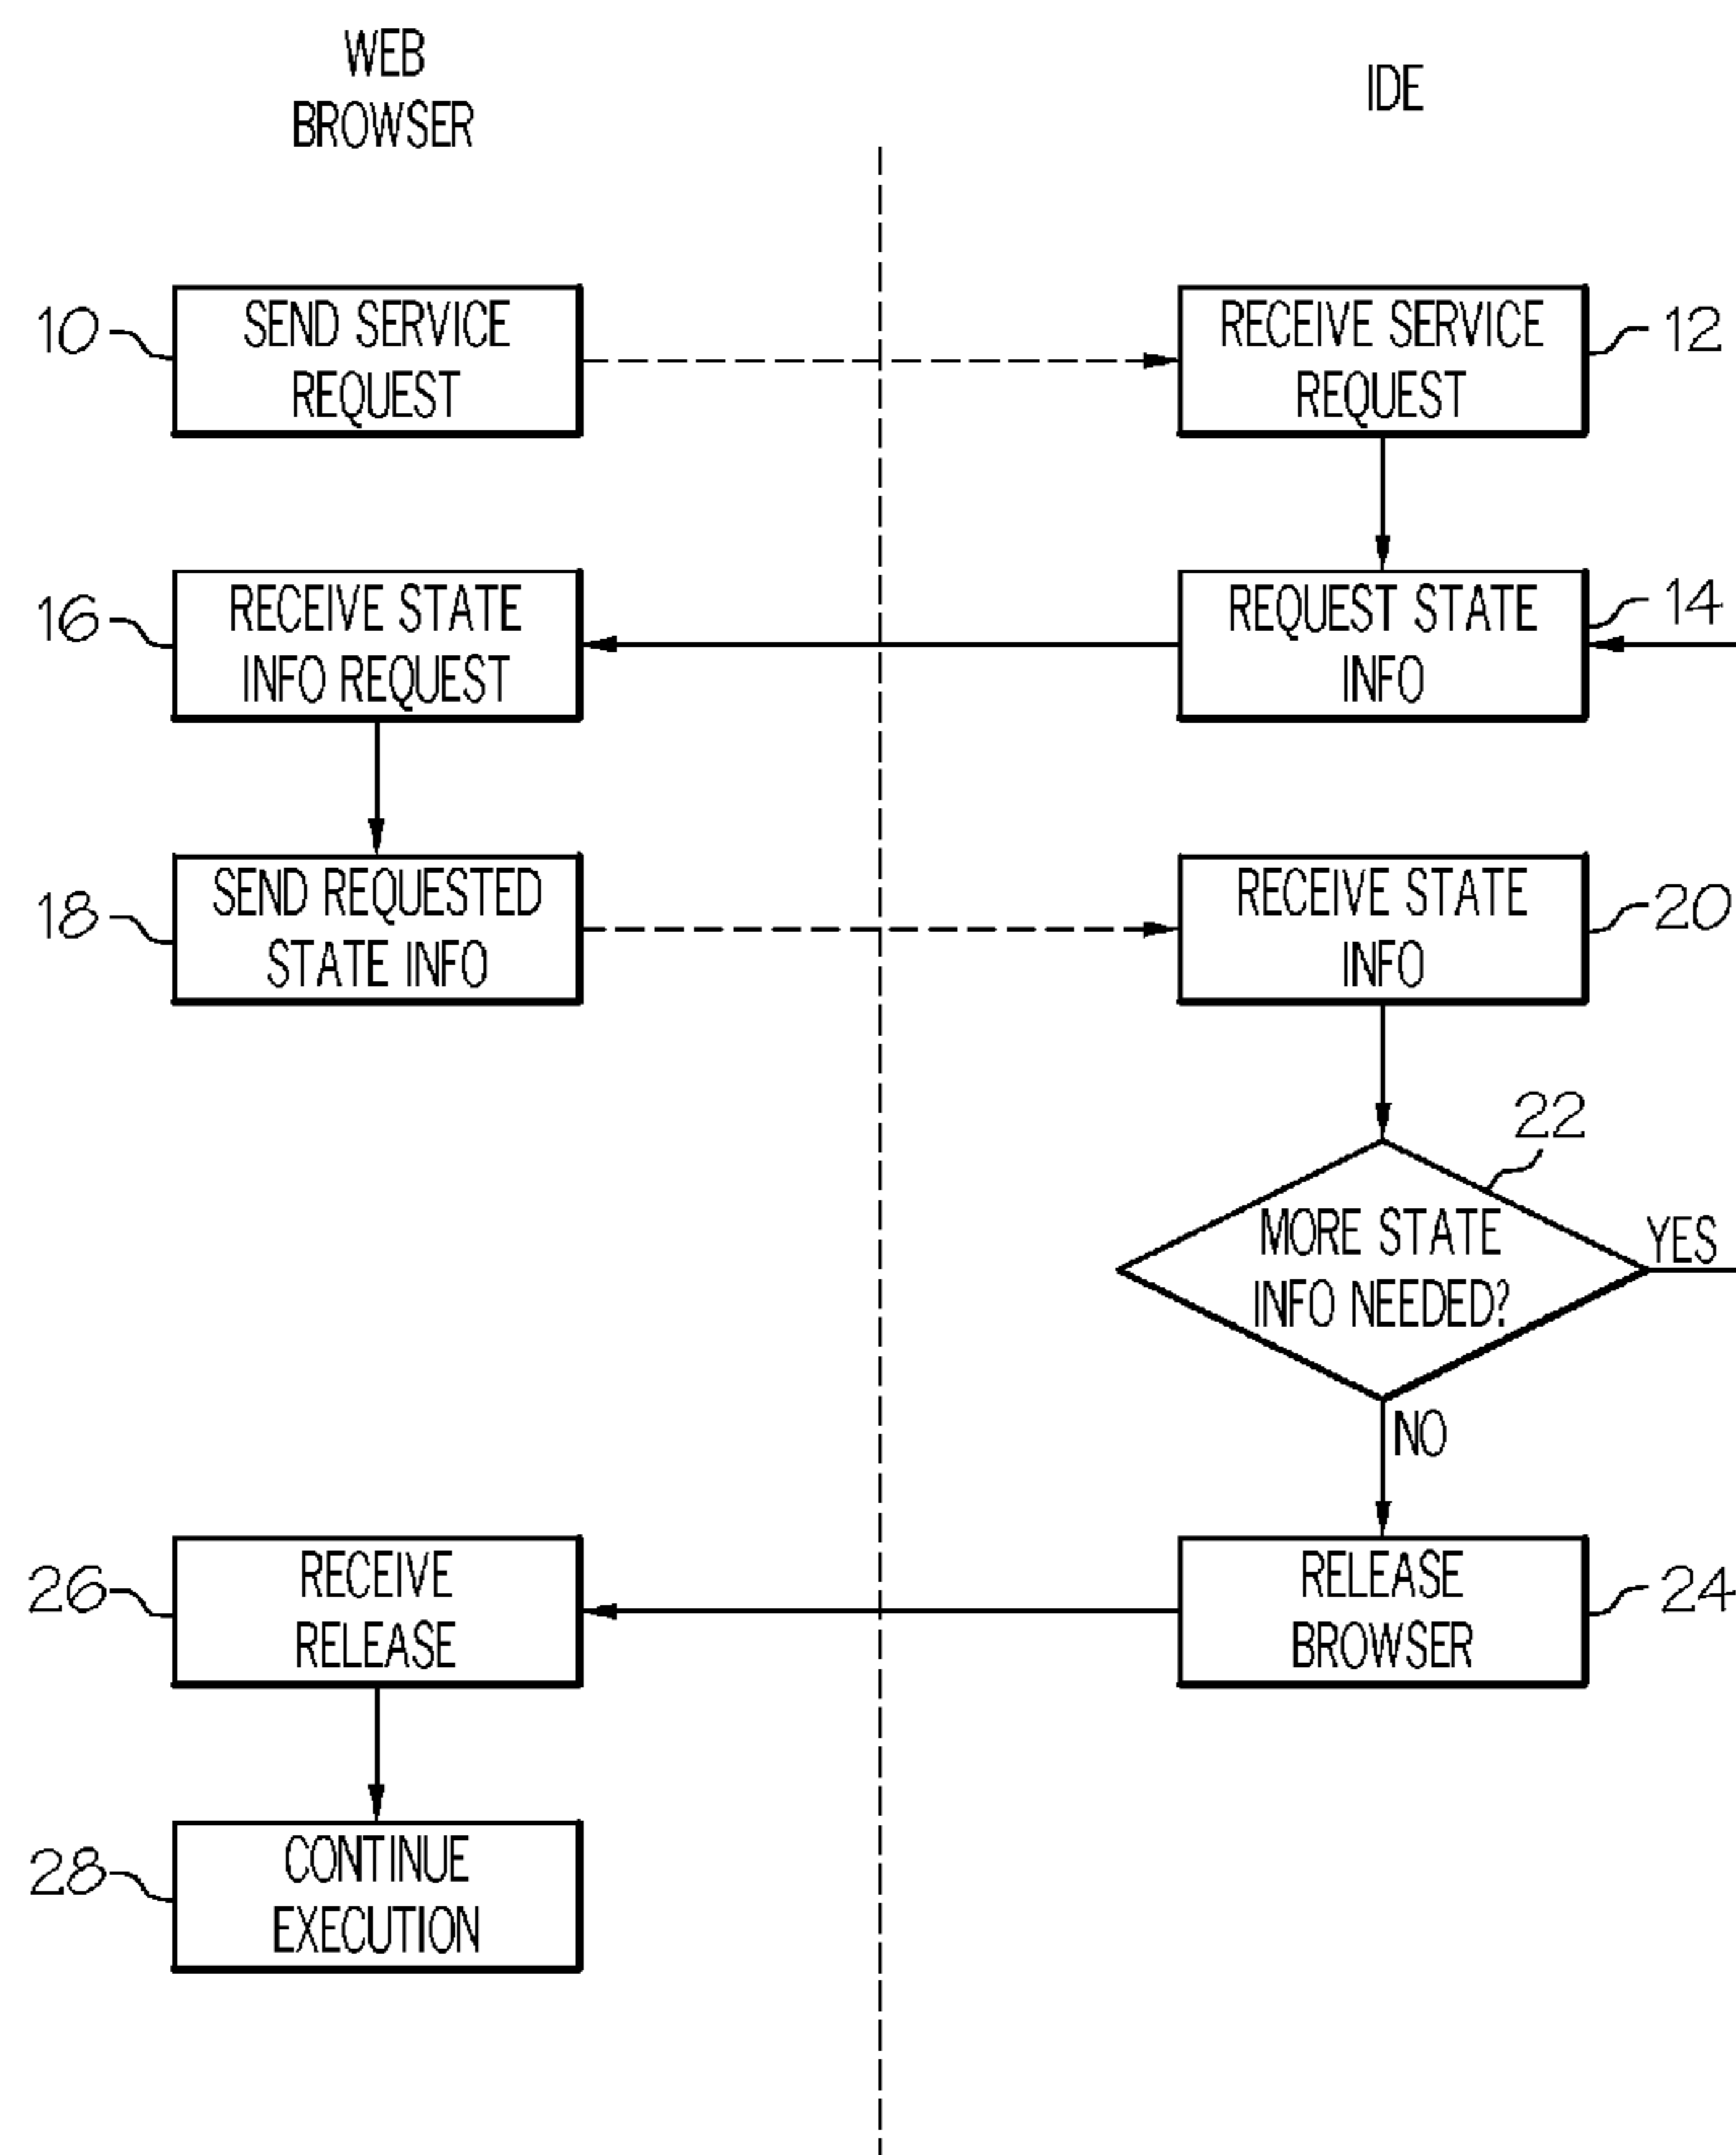 WEB
BROWSER
IDE
10
SEND SERVICE
REQUEST
RECEIVE SERVICE
REQUEST
12
16
RECEIVE STATE
INFO REQUEST
REQUEST STATE
INFO
14
18
SEND REQUESTED
STATE INFO
RECEIVE STATE
INFO
20
22
MORE STATE
INFO NEEDED?
YES
NO
26
RECEIVE
RELEASE
RELEASE
BROWSER
24
28
CONTINUE
EXECUTION